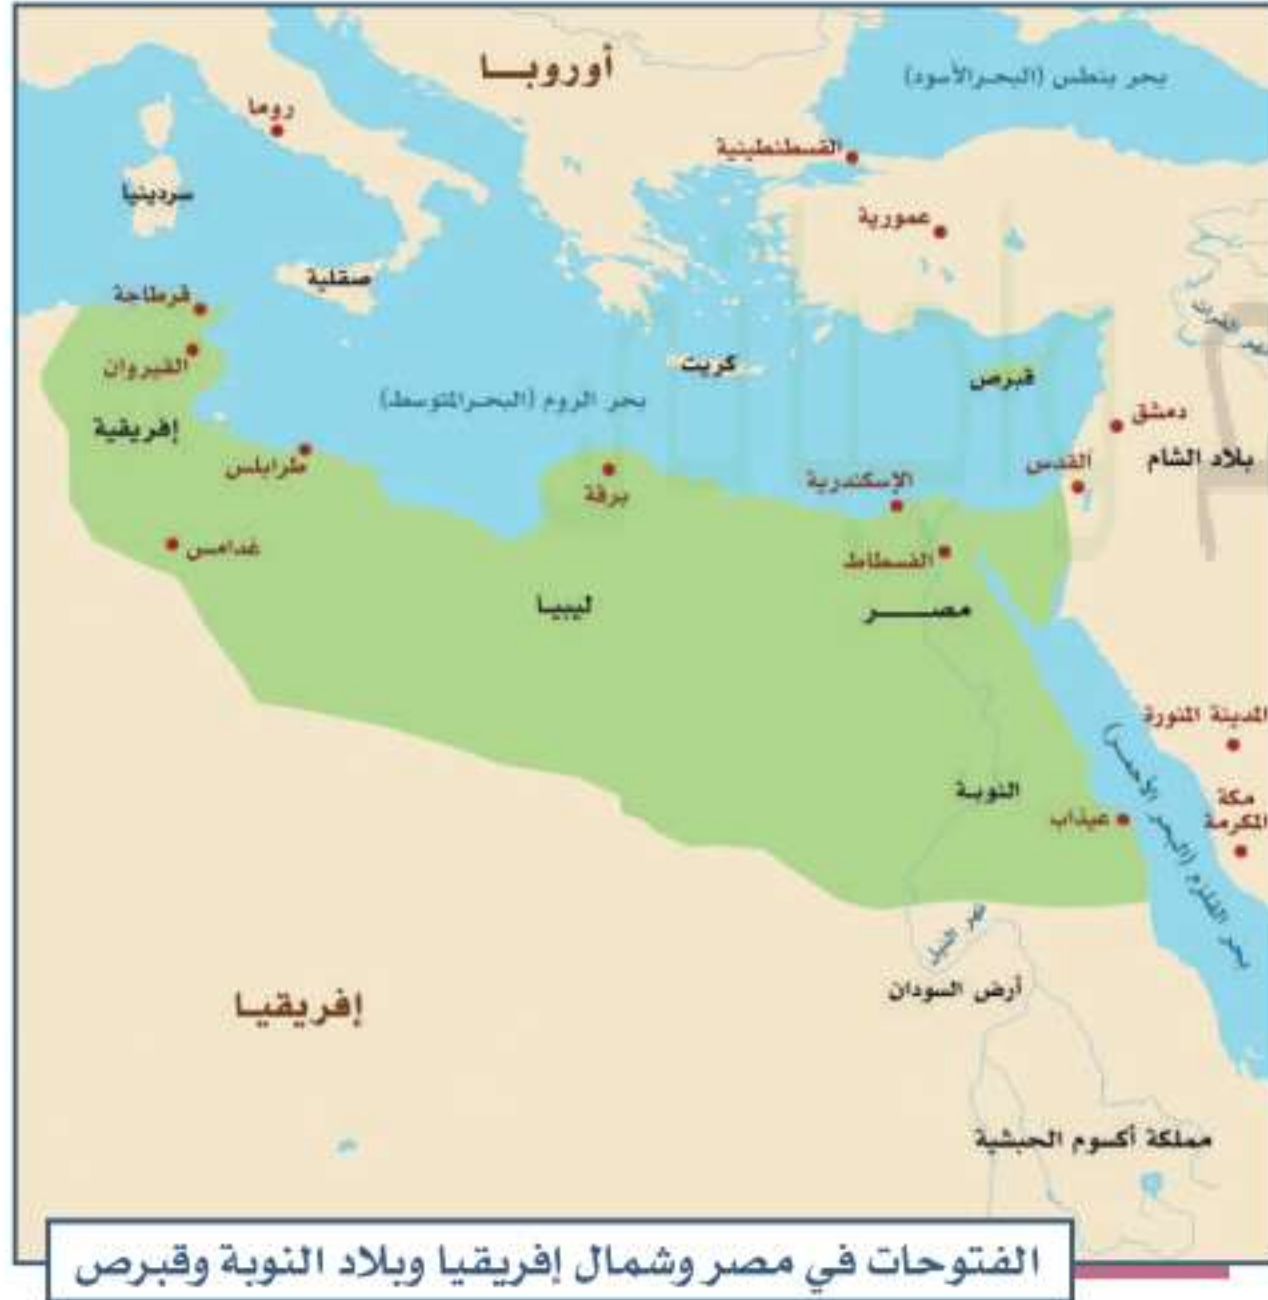 أوروبا
بحر بنطس (البحر الأسود)
روما
القسطنطينية
سردينيا
عمورية
صقلية
قرطاجة
نهر الفرات
القيروان
كريت
قبرص
بحر الروم (البحر المتوسط)
دمشق
إفريقية
بلاد الشام
طرابلس
القدس
برقة
الإسكندرية
غدامس
الفسطاط
ليبيا
مصر
المدينة المنورة
بحر القلزم (البحر الأحمر)
النوبة
عيذاب
مكة
المكرمة
نهر النيل
أرض السودان
إفريقيا
مملكة أكسوم الحبشية
الفتوحات في مصر وشمال إفريقيا وبلاد النوبة وقبرص